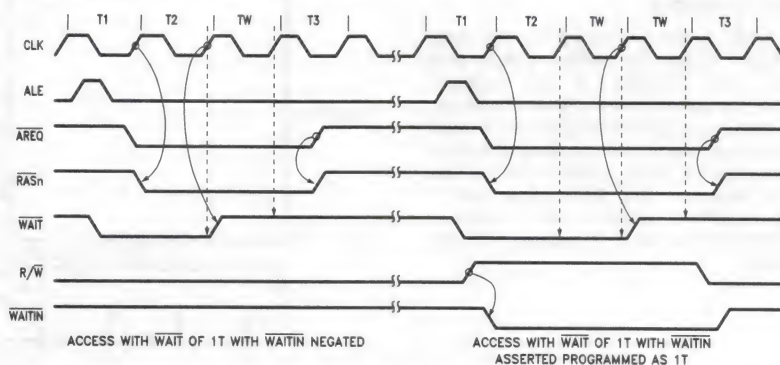 T1 T2 TW T3 T1 T2 TW TW T3
CLK
ALE
AREQ
RASn
WAIT
R/W
WAITIN
ACCESS WITH WAIT OF 1T WITH WAITIN NEGATED
ACCESS WITH WAIT OF 1T WITH WAITIN
ASSERTED PROGRAMMED AS 1T